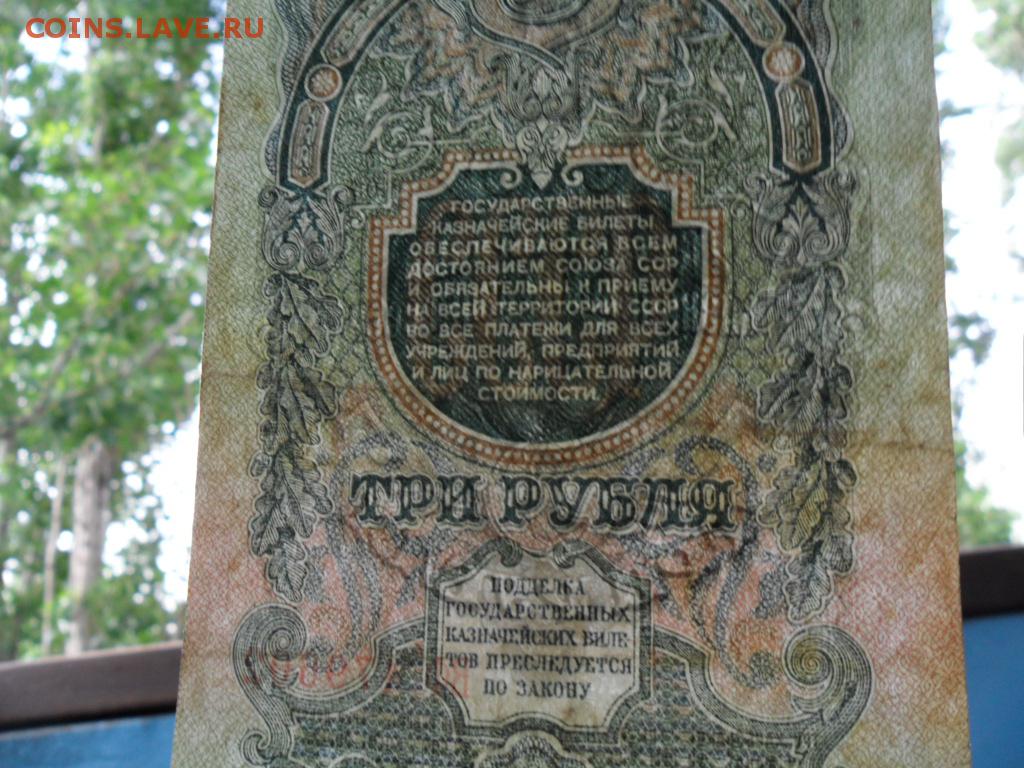 COINS.LAVE.RU
ГОСУДАРСТВЕННЫЕ
КАЗНАЧЕЙСКИЕ БИЛЕТЫ
ОБЕСПЕЧИВАЮТСЯ ВСЕМ
ДОСТОЯНИЕМ СОЮЗА ССР
И ОБЯЗАТЕЛЬНЫ К ПРИЕМУ
НА ВСЕЙ ТЕРРИТОРИИ СССР
ВО ВСЕ ПЛАТЕЖИ ДЛЯ ВСЕХ
УЧРЕЖДЕНИЙ, ПРЕДПРИЯТИЙ
И ЛИЦ ПО НАРИЦАТЕЛЬНОЙ
СТОИМОСТИ.
ТРИ РУБЛЯ
ПОДДЕЛКА
ГОСУДАРСТВЕННЫХ
КАЗНАЧЕЙСКИХ БИЛЕ-
ТОВ ПРЕСЛЕДУЕТСЯ
ПО ЗАКОНУ